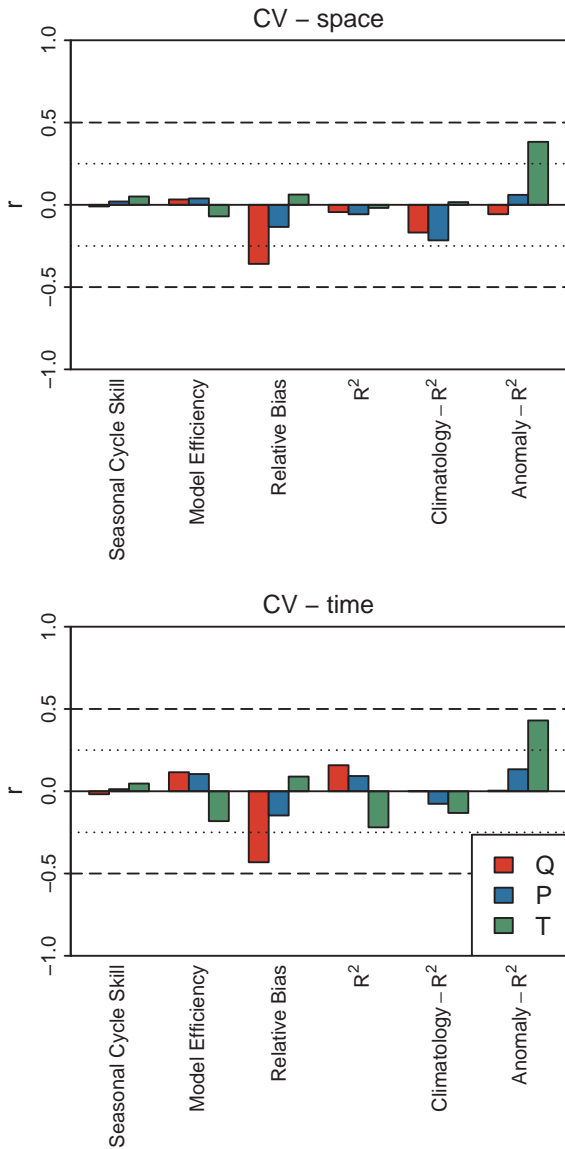 CV – space
1.0
0.5
0.0
−0.5
−1.0
r
Seasonal Cycle Skill
Model Efficiency
Relative Bias
R²
Climatology – R²
Anomaly – R²
CV – time
1.0
0.5
0.0
−0.5
−1.0
r
Q
P
T
Seasonal Cycle Skill
Model Efficiency
Relative Bias
R²
Climatology – R²
Anomaly – R²